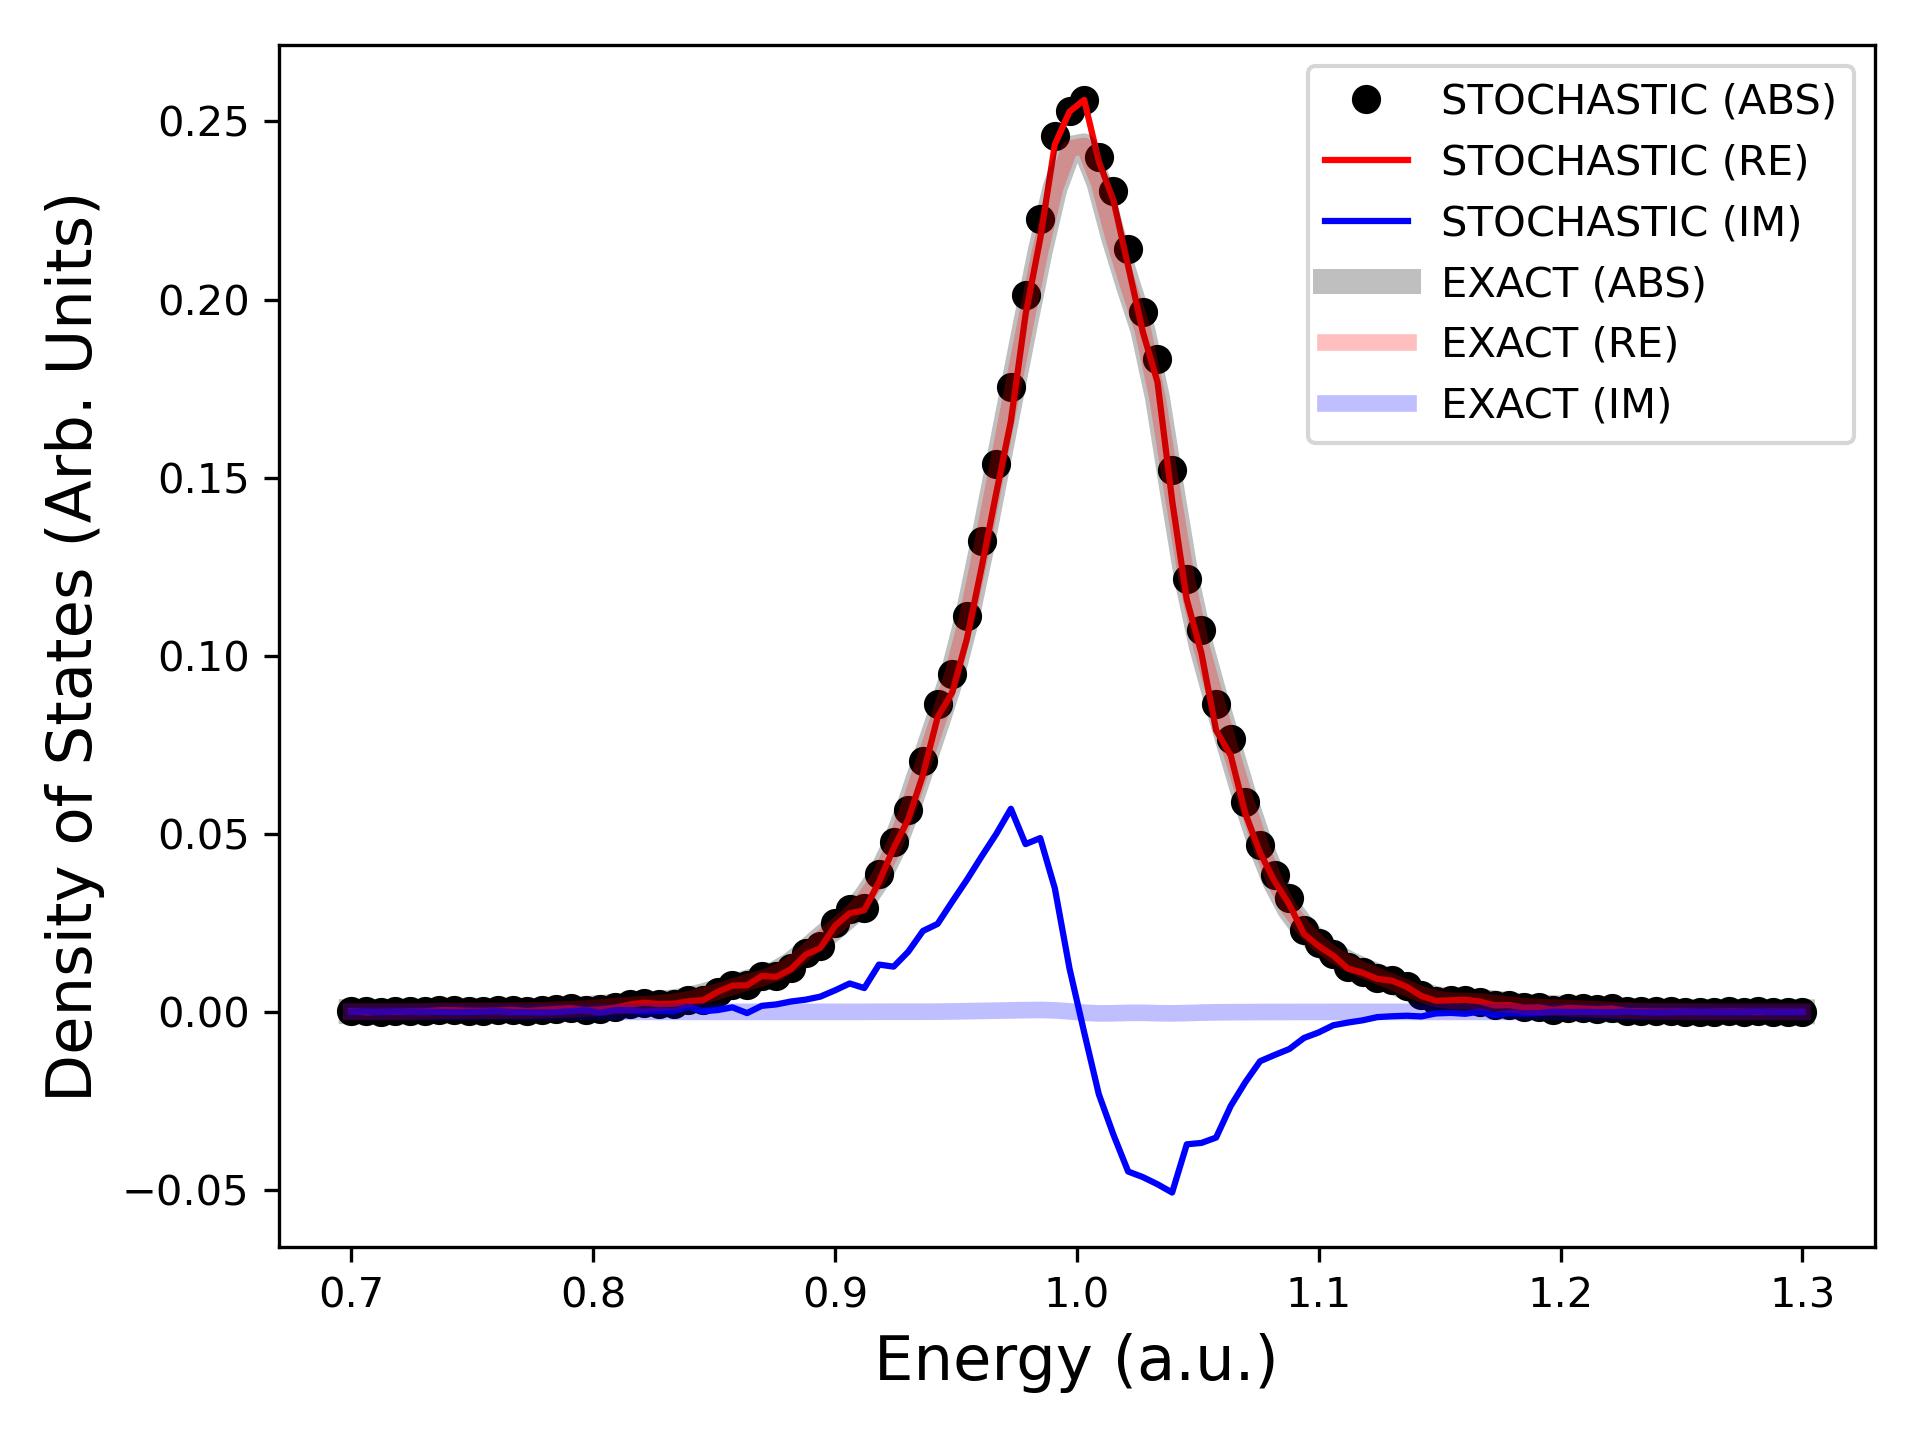 Density of States (Arb. Units)
0.25
0.20
0.15
0.10
0.05
0.00
−0.05
STOCHASTIC (ABS)
STOCHASTIC (RE)
STOCHASTIC (IM)
EXACT (ABS)
EXACT (RE)
EXACT (IM)
0.7 0.8 0.9 1.0 1.1 1.2 1.3
Energy (a.u.)